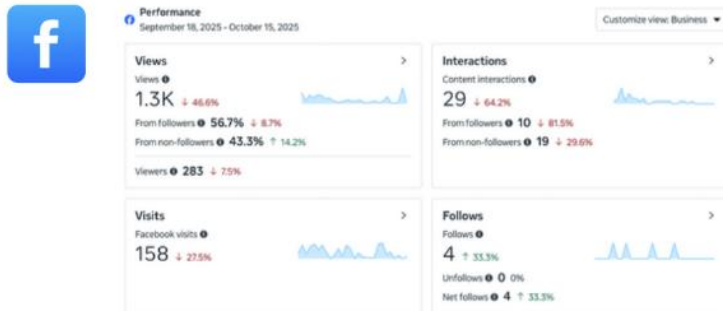 f
Performance
September 18, 2025 - October 15, 2025
Customize view: Business
Views
Views
1.3K ↓ 46.6%
From followers 56.7% ↓ 8.7%
From non-followers 43.3% ↑ 14.2%
Viewers 283 ↓ 7.5%
Interactions
Content interactions
29 ↓ 64.2%
From followers 10 ↓ 81.5%
From non-followers 19 ↓ 29.6%
Visits
Facebook visits
158 ↓ 27.5%
Follows
Follows
4 ↑ 33.3%
Unfollows 0 0%
Net follows 4 ↑ 33.3%